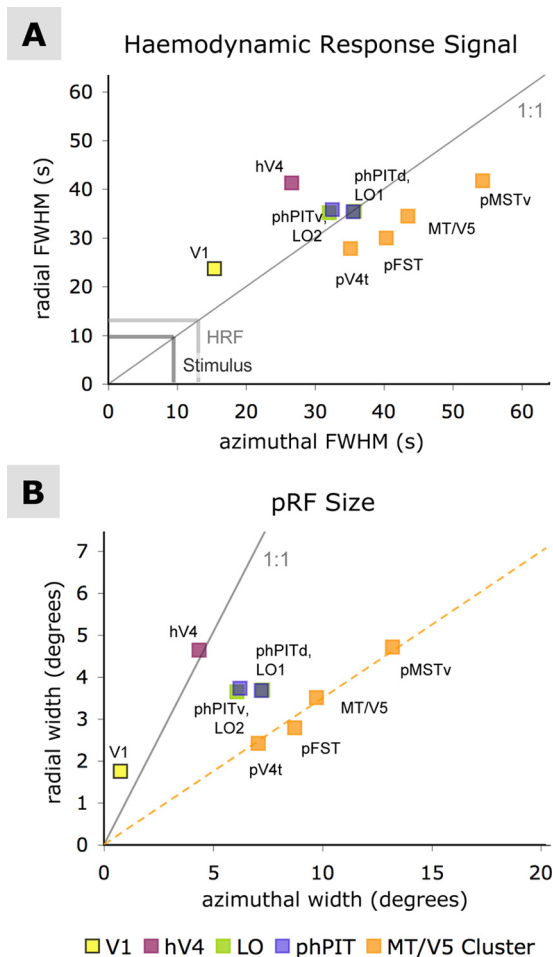 A
Haemodynamic Response Signal
60
50
40
30
20
10
0
radial FWHM (s)
1:1
hV4
phPITd,
LO1
pMSTv
phPITv,
LO2
MT/V5
pFST
pV4t
V1
HRF
Stimulus
0 10 20 30 40 50 60
azimuthal FWHM (s)
B
pRF Size
7
6
5
4
3
2
1
0
radial width (degrees)
1:1
hV4
phPITd,
LO1
pMSTv
phPITv,
LO2
MT/V5
pFST
pV4t
V1
0 5 10 15 20
azimuthal width (degrees)
V1 hV4 LO phPIT MT/V5 Cluster